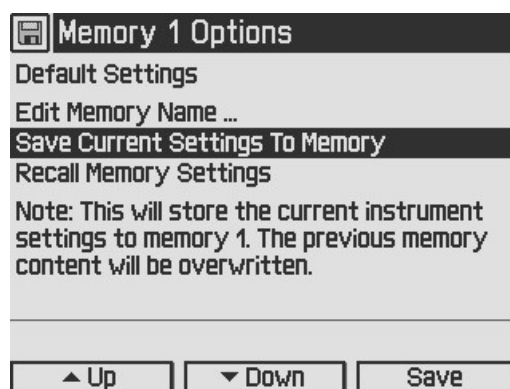 Memory 1 Options
Default Settings
Edit Memory Name ...
Save Current Settings To Memory
Recall Memory Settings
Note: This will store the current instrument
settings to memory 1. The previous memory
content will be overwritten.
▲ Up ▼ Down Save